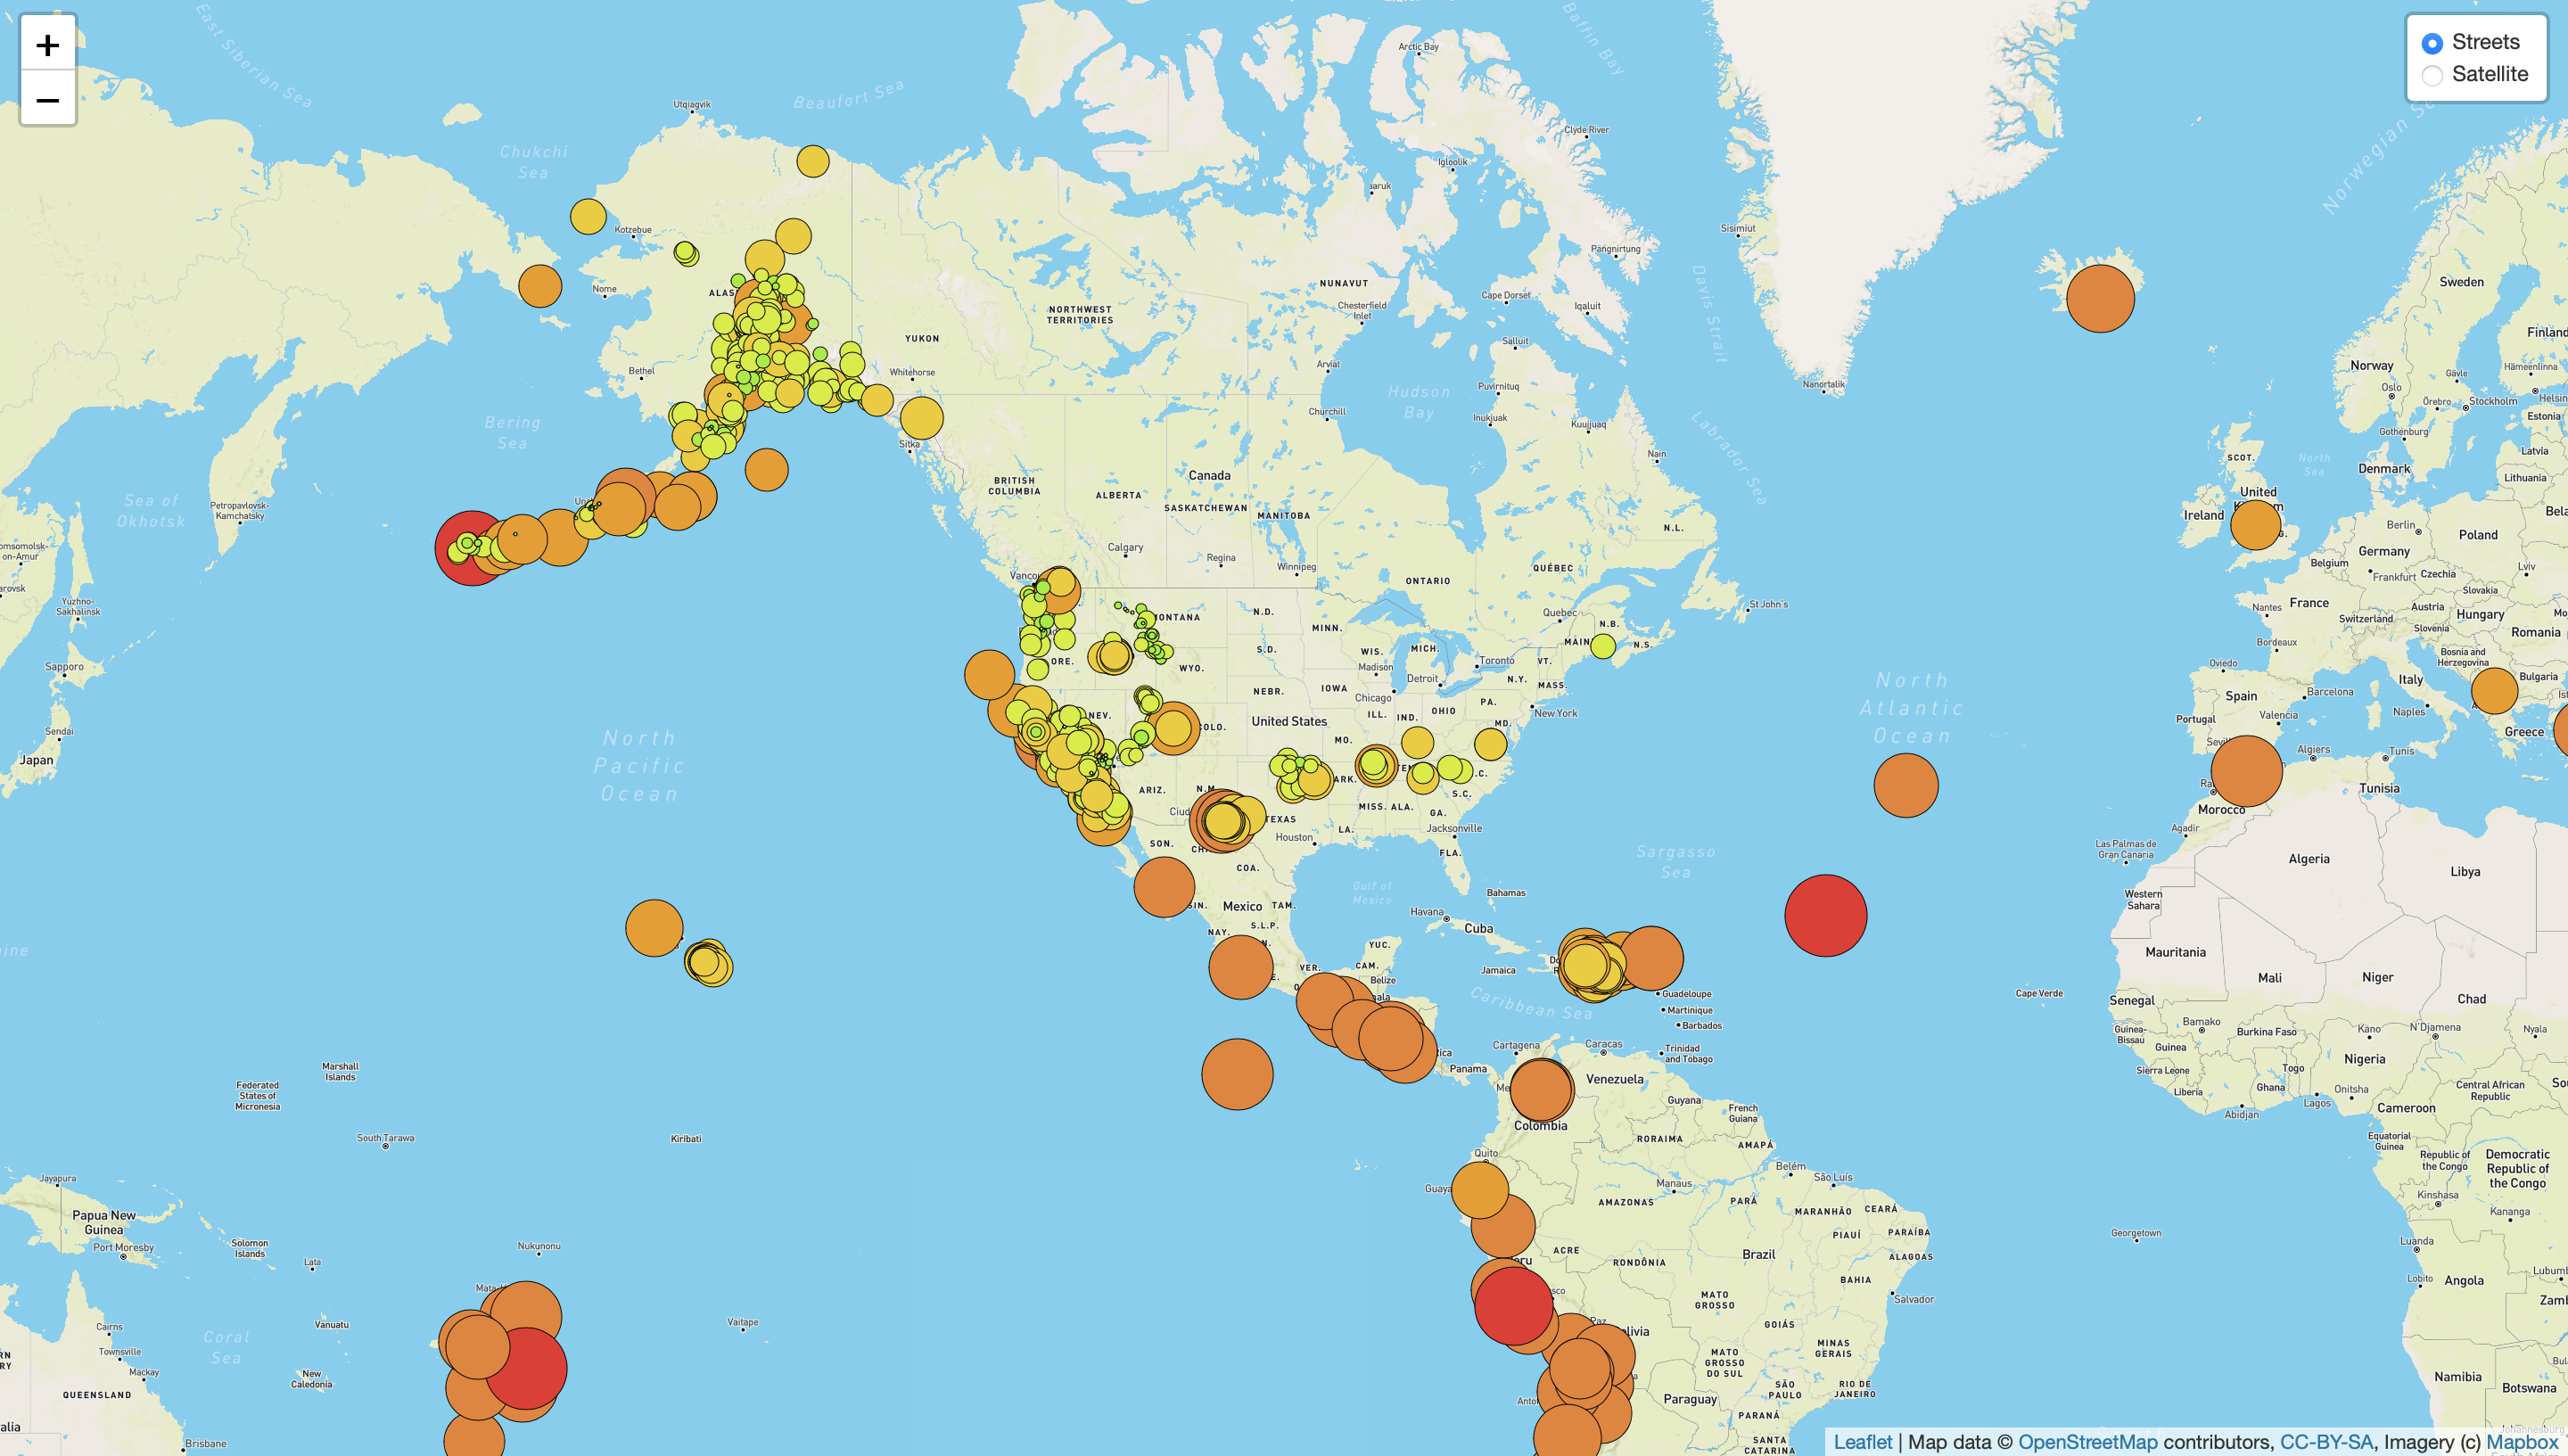 +
−
Streets
Satellite
East Siberian Sea
Beaufort Sea
Baffin Bay
Arctic Bay
Utqiagvik
Clyde River
Chukchi
Sea
Igloolik
Norwegian
Kotzebue
Sisimiut
Pangnirtung
Nome
NUNAVUT
Chesterfield
Inlet
Cape Dorset
Iqaluit
Davis Strait
Sweden
NORTHWEST
TERRITORIES
YUKON
Salluit
Finland
Norway
Oslo
Gävle
Hämeenlinna
Bethel
Whitehorse
Arviat
Puvirnituq
Nanortalik
Örebro
Stockholm
Helsin
Hudson
Bay
Churchill
Inukjuak
Kuujjuaq
Labrador Sea
Gothenburg
Estonia
Bering
Sea
Sitka
Nain
Latvia
SCOT.
North
Sea
Denmark
Lithuania
BRITISH
COLUMBIA
ALBERTA
Canada
SASKATCHEWAN
MANITOBA
United
Ireland
Sea of
Okhotsk
Petropavlovsk-
Kamchatsky
N.L.
Berlin
Poland
Germany
Belgium
Frankfurt
Czechia
Lviv
Calgary
Regina
Winnipeg
ONTARIO
QUÉBEC
Slovakia
Yuzhno-
Sakhalinsk
MONTANA
N.D.
MINN.
Quebec
N.B.
St John's
Nantes
France
Austria
Hungary
Switzerland
Slovenia
Romania
S.D.
WIS.
MICH.
N.S.
Bordeaux
Sapporo
ORE.
WYO.
Madison
Toronto
VT.
Bosnia and
Herzegovina
Oviedo
Bulgaria
Detroit
N.Y.
MASS.
Italy
NEBR.
IOWA
Chicago
Spain
Barcelona
North
Atlantic
Ocean
NEV.
United States
ILL.
IND.
OHIO
PA.
MD.
New York
Portugal
Valencia
Naples
Sendai
Japan
North
Pacific
Ocean
MO.
Greece
Algiers
Tunis
ARIZ.
N.M.
ARK.
S.C.
Tunisia
MISS.
ALA.
GA.
Morocco
TEXAS
Houston
LA.
Jacksonville
Agadir
SON.
COA.
FLA.
Sargasso
Sea
Las Palmas de
Gran Canaria
Algeria
Libya
Gulf of
Mexico
Bahamas
Western
Sahara
Mexico
TAM.
Havana
Cuba
S.L.P.
NAY.
YUC.
Mauritania
VER.
CAM.
Belize
Jamaica
Mali
Niger
Guadeloupe
Martinique
Barbados
Caribbean Sea
Cape Verde
Senegal
Chad
Bamako
Burkina Faso
Kano
N'Djamena
Nyala
Guinea-
Bissau
Guinea
Marshall
Islands
Federated
States of
Micronesia
Cartagena
Caracas
Trinidad
and Tobago
Panama
Venezuela
Sierra Leone
Togo
Nigeria
Liberia
Ghana
Onitsha
Central African
Republic
Guyana
French
Guiana
Abidjan
Lagos
Cameroon
South Tarawa
Kiribati
Colombia
RORAIMA
AMAPÁ
Equatorial
Guinea
Quito
Belém
São Luís
Republic of
the Congo
Democratic
Republic of
the Congo
Jayapura
Manaus
AMAZONAS
PARÁ
MARANHÃO
CEARÁ
Kinshasa
Kananga
Papua New
Guinea
Port Moresby
Solomon
Islands
Nukunonu
PIAUÍ
PARAÍBA
Georgetown
Luanda
Lata
ACRE
RONDÔNIA
Brazil
ALAGOAS
BAHIA
Lobito
Angola
MATO
GROSSO
Salvador
Cairns
Vanuatu
Vaitape
Coral
Sea
GOIÁS
Townsville
Mackay
New
Caledonia
MATO
GROSSO
DO SUL
MINAS
GERAIS
Namibia
Botswana
QUEENSLAND
SÃO
PAULO
RIO DE
JANEIRO
Paraguay
PARANÁ
Brisbane
SANTA
CATARINA
Leaflet | Map data © OpenStreetMap contributors, CC-BY-SA, Imagery (c) Mapbox